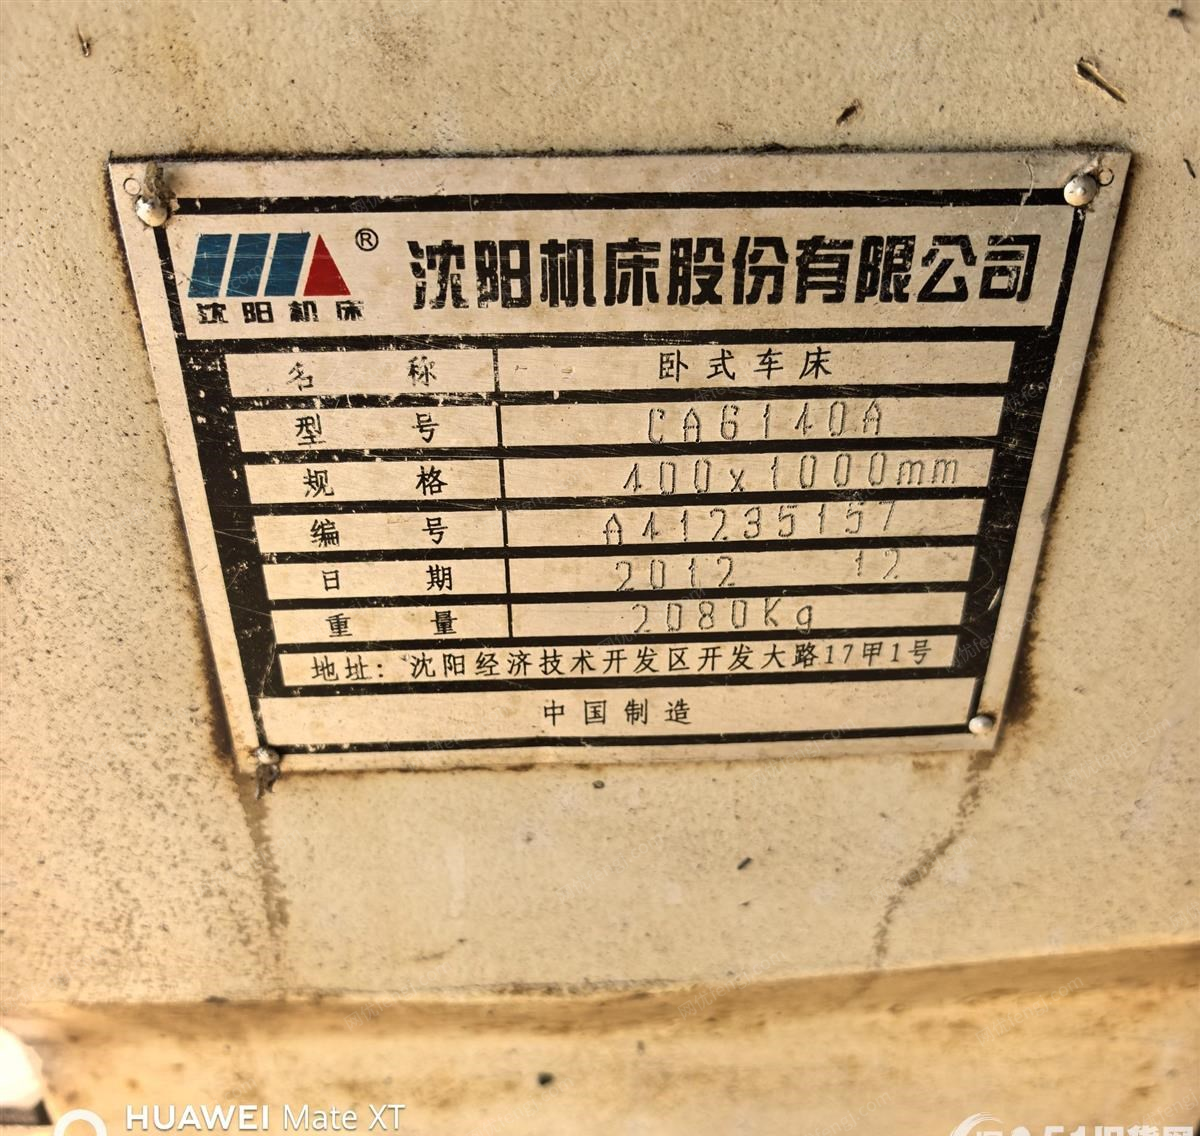 沈阳机床® 沈阳机床股份有限公司
名称 卧式车床
型号 CA6140A
规格 400x1000mm
编号 A41235157
日期 2012 12
重量 2080Kg
地址：沈阳经济技术开发区开发大路17甲1号
中国制造
HUAWEI Mate XT